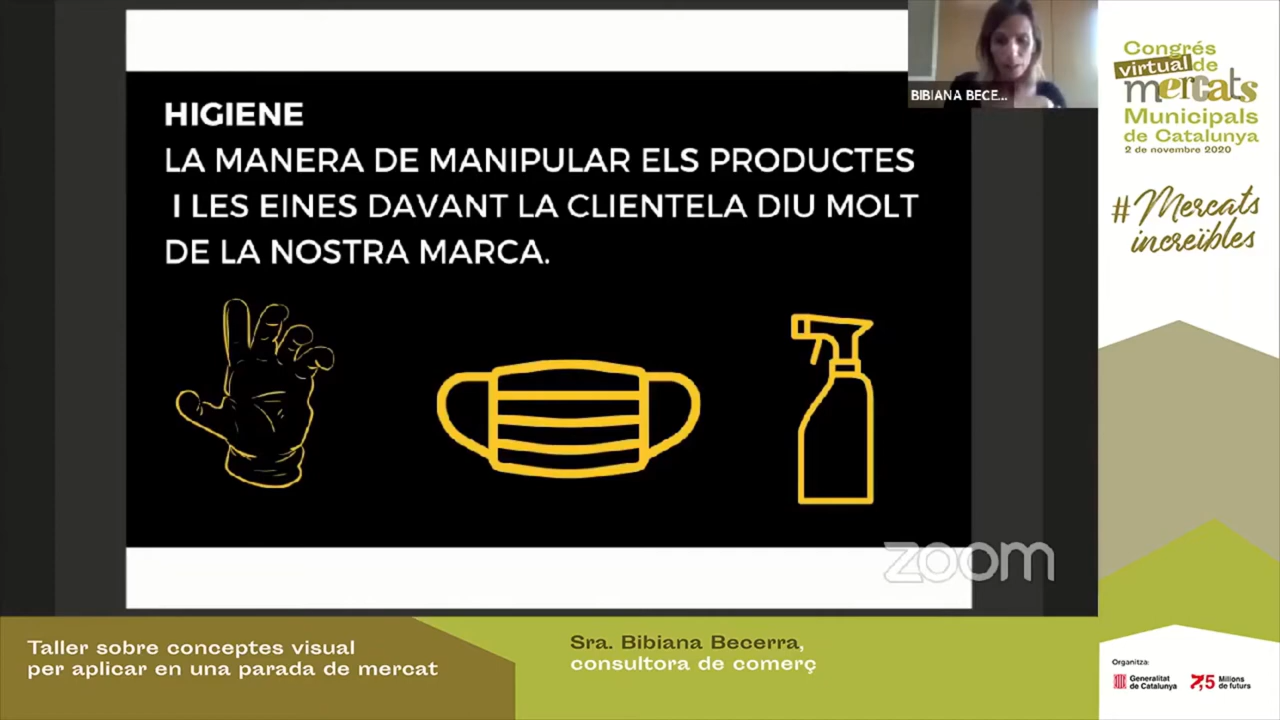 HIGIENE
LA MANERA DE MANIPULAR ELS PRODUCTES
I LES EINES DAVANT LA CLIENTELA DIU MOLT
DE LA NOSTRA MARCA.
BIBIANA BECE...
zoom
Congrés
virtual de
mercats
Municipals
de Catalunya
2 de novembre 2020
#Mercats
increïbles
Taller sobre conceptes visual
per aplicar en una parada de mercat
Sra. Bibiana Becerra,
consultora de comerç
Organitza:
Generalitat
de Catalunya
7,5 Milions
de futurs